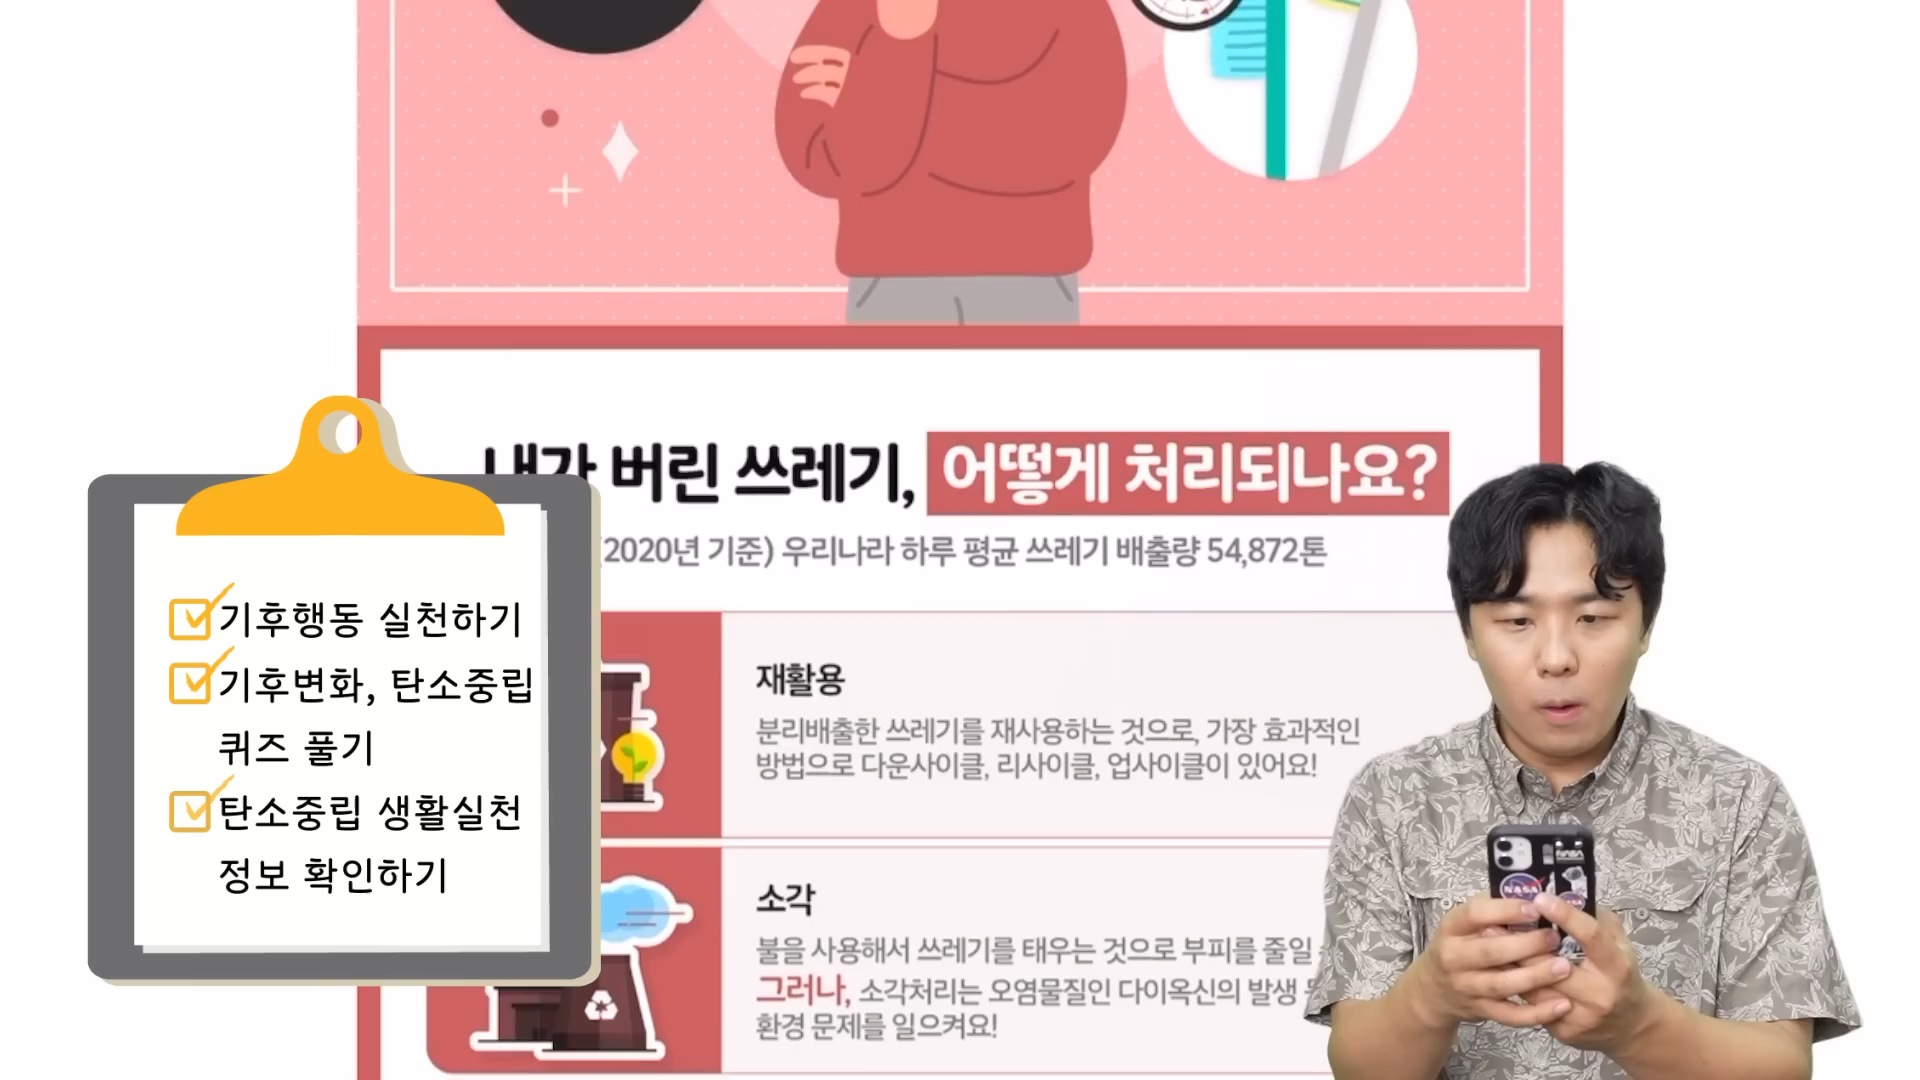 내가 버린 쓰레기, 어떻게 처리되나요?
(2020년 기준) 우리나라 하루 평균 쓰레기 배출량 54,872톤
기후행동 실천하기
기후변화, 탄소중립
퀴즈 풀기
탄소중립 생활실천
정보 확인하기
재활용
분리배출한 쓰레기를 재사용하는 것으로, 가장 효과적인
방법으로 다운사이클, 리사이클, 업사이클이 있어요!
소각
불을 사용해서 쓰레기를 태우는 것으로 부피를 줄일
그러나, 소각처리는 오염물질인 다이옥신의 발생
환경 문제를 일으켜요!
NASA
NASA